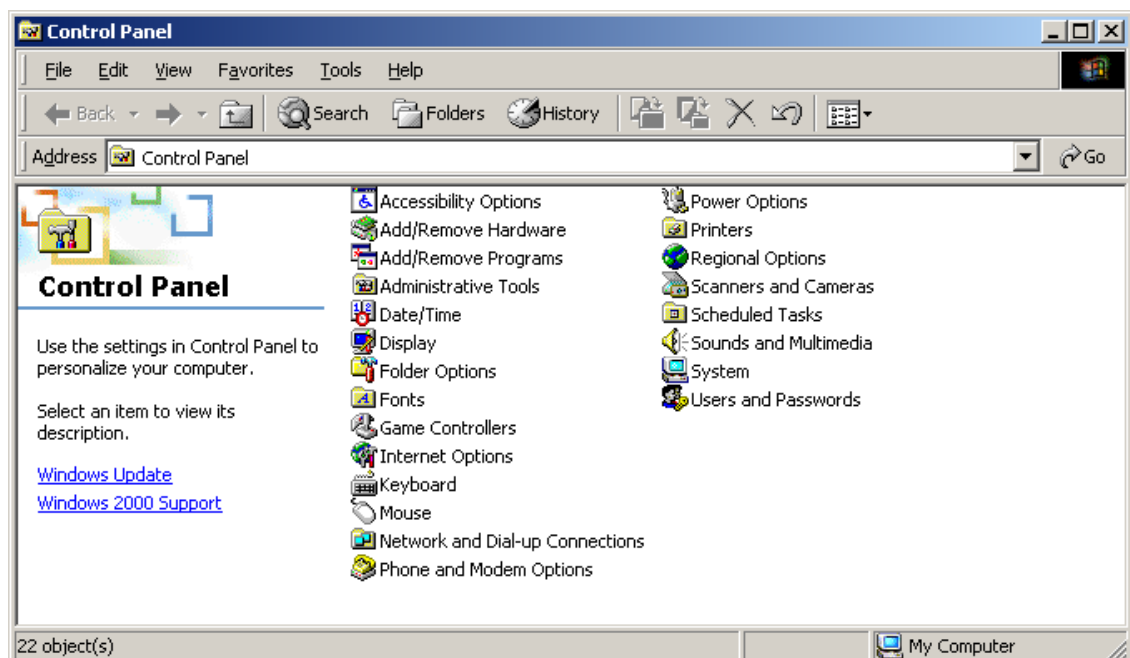 Control Panel
File Edit View Favorites Tools Help
Back Search Folders History
Address Control Panel Go
Control Panel
Use the settings in Control Panel to
personalize your computer.
Select an item to view its
description.
Windows Update
Windows 2000 Support
Accessibility Options
Add/Remove Hardware
Add/Remove Programs
Administrative Tools
Date/Time
Display
Folder Options
Fonts
Game Controllers
Internet Options
Keyboard
Mouse
Network and Dial-up Connections
Phone and Modem Options
Power Options
Printers
Regional Options
Scanners and Cameras
Scheduled Tasks
Sounds and Multimedia
System
Users and Passwords
22 object(s) My Computer